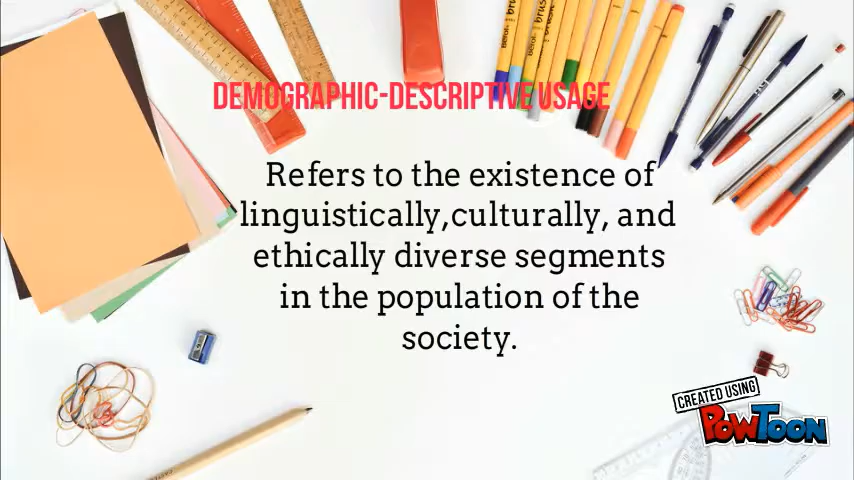 DEMOGRAPHIC-DESCRIPTIVE USAGE
Refers to the existence of
linguistically,culturally, and
ethically diverse segments
in the population of the
society.
CREATED USING
POWTOON